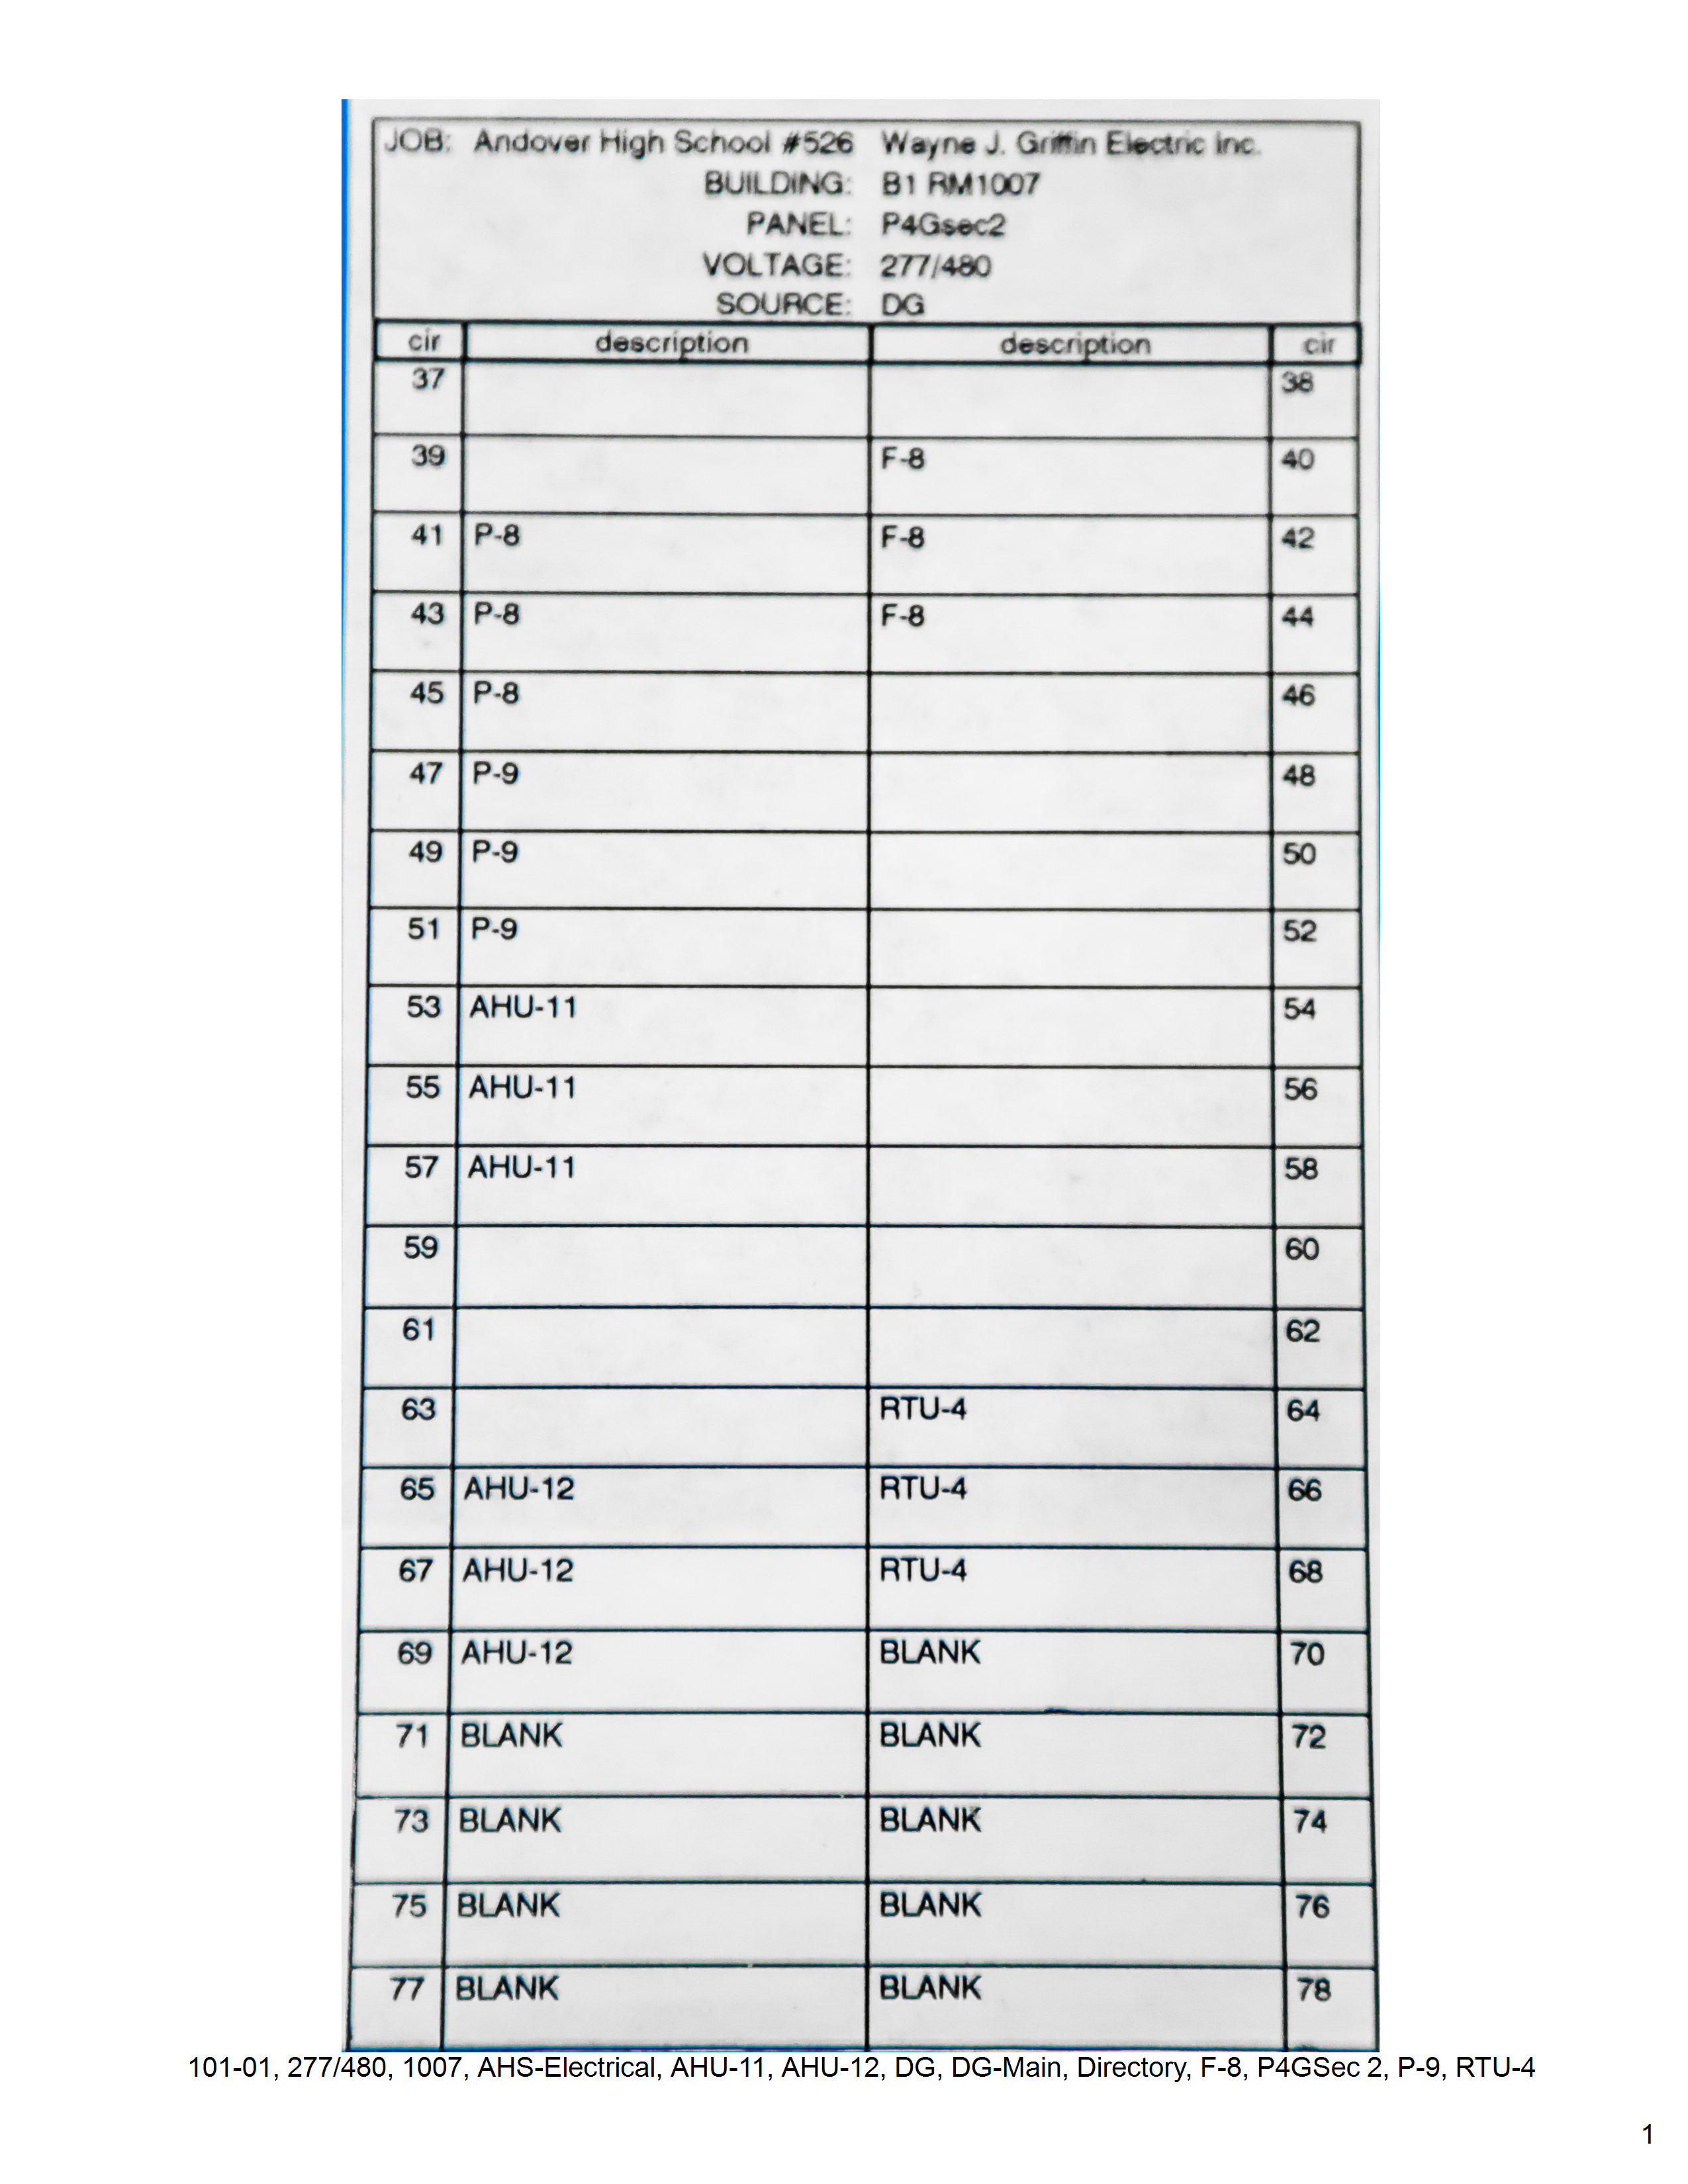 JOB: Andover High School #526 Wayne J. Griffin Electric Inc.
BUILDING: B1 RM1007
PANEL: P4Gsec2
VOLTAGE: 277/480
SOURCE: DG
cir description description cir
37 38
39 F-8 40
41 P-8 F-8 42
43 P-8 F-8 44
45 P-8 46
47 P-9 48
49 P-9 50
51 P-9 52
53 AHU-11 54
55 AHU-11 56
57 AHU-11 58
59 60
61 62
63 RTU-4 64
65 AHU-12 RTU-4 66
67 AHU-12 RTU-4 68
69 AHU-12 BLANK 70
71 BLANK BLANK 72
73 BLANK BLANK 74
75 BLANK BLANK 76
77 BLANK BLANK 78
101-01, 277/480, 1007, AHS-Electrical, AHU-11, AHU-12, DG, DG-Main, Directory, F-8, P4GSec 2, P-9, RTU-4
1